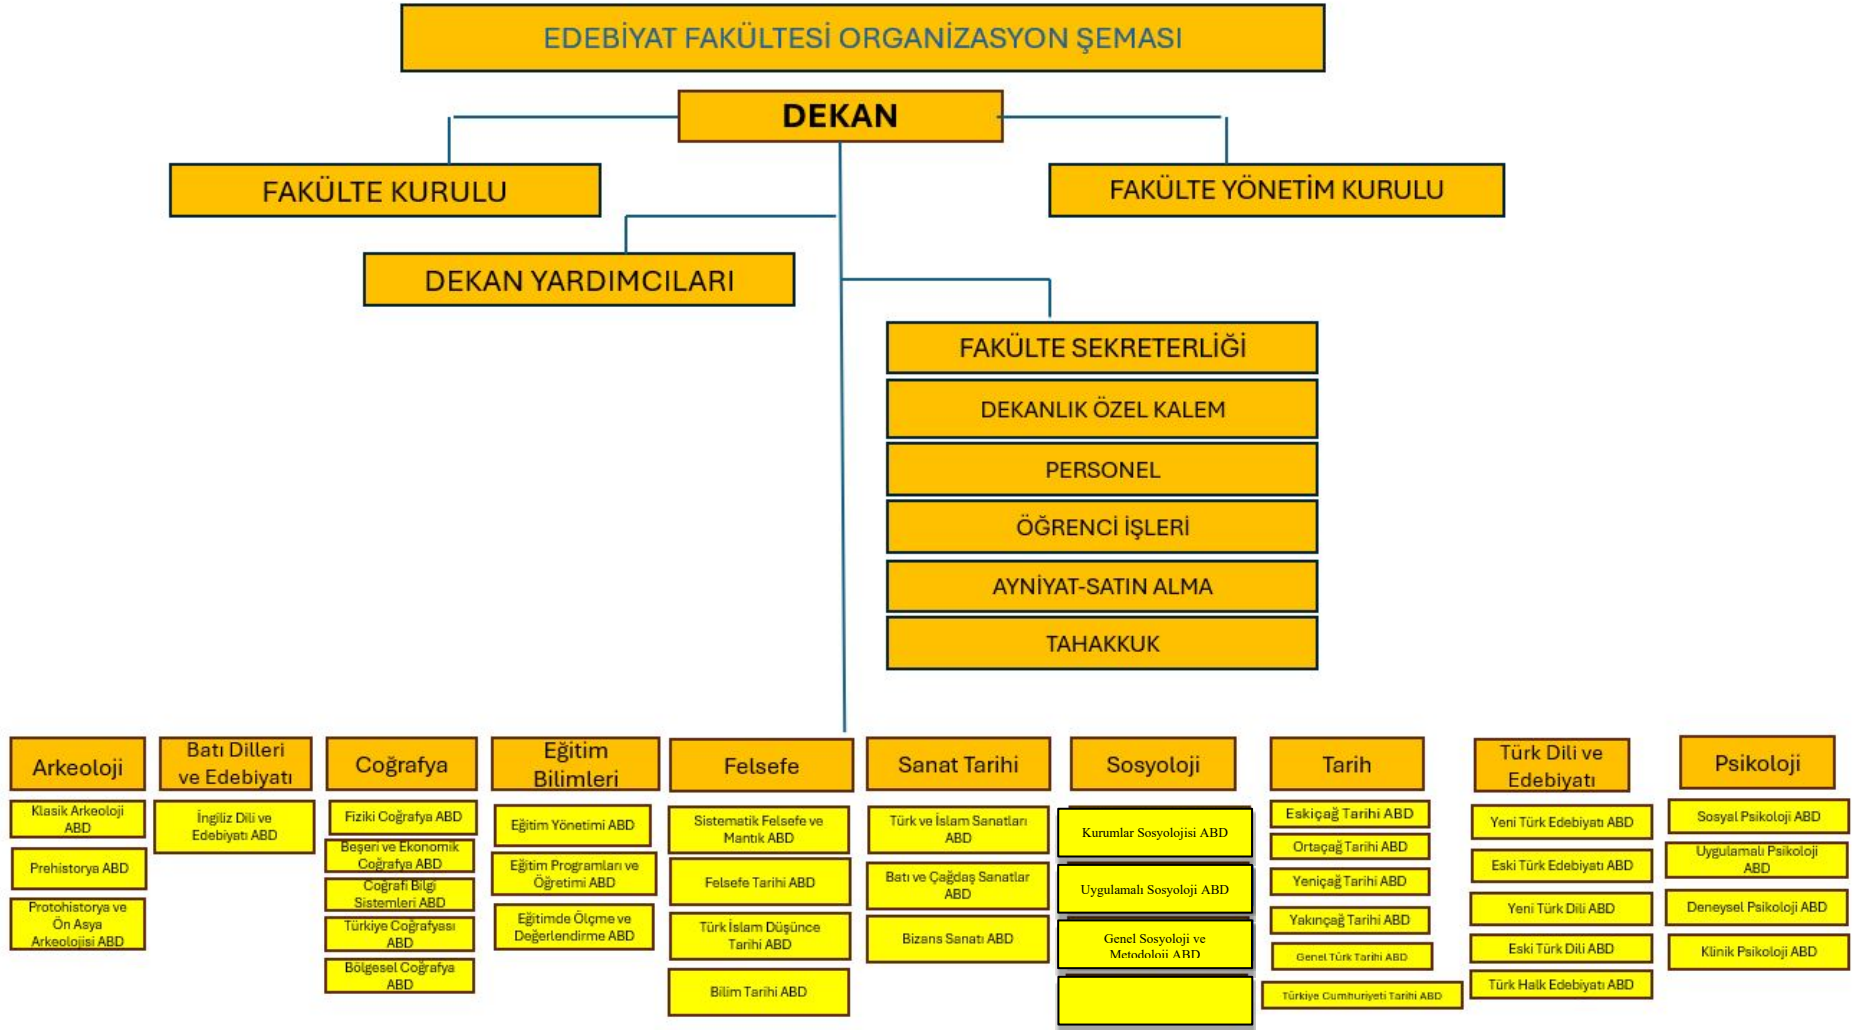 EDEBİYAT FAKÜLTESİ ORGANİZASYON ŞEMASI
DEKAN
FAKÜLTE KURULU
FAKÜLTE YÖNETİM KURULU
DEKAN YARDIMCILARI
FAKÜLTE SEKRETERLİĞİ
DEKANLIK ÖZEL KALEM
PERSONEL
ÖĞRENCİ İŞLERİ
AYNİYAT-SATIN ALMA
TAHAKKUK
Arkeoloji
Klasik Arkeoloji
ABD
Prehistorya ABD
Protohistorya ve
Ön Asya
Arkeolojisi ABD
Batı Dilleri
ve Edebiyatı
İngiliz Dili ve
Edebiyatı ABD
Coğrafya
Fiziki Coğrafya ABD
Beşeri ve Ekonomik
Coğrafya ABD
Coğrafi Bilgi
Sistemleri ABD
Türkiye Coğrafyası
ABD
Bölgesel Coğrafya
ABD
Eğitim
Bilimleri
Eğitim Yönetimi ABD
Eğitim Programları ve
Öğretimi ABD
Eğitimde Ölçme ve
Değerlendirme ABD
Felsefe
Sistematik Felsefe ve
Mantık ABD
Felsefe Tarihi ABD
Türk İslam Düşünce
Tarihi ABD
Bilim Tarihi ABD
Sanat Tarihi
Türk ve İslam Sanatları
ABD
Batı ve Çağdaş Sanatlar
ABD
Bizans Sanatı ABD
Sosyoloji
Kurumlar Sosyolojisi ABD
Uygulamalı Sosyoloji ABD
Genel Sosyoloji ve
Metodoloji ABD
Tarih
Eskiçağ Tarihi ABD
Ortaçağ Tarihi ABD
Yeniçağ Tarihi ABD
Yakınçağ Tarihi ABD
Genel Türk Tarihi ABD
Türkiye Cumhuriyeti Tarihi ABD
Türk Dili ve
Edebiyatı
Yeni Türk Edebiyatı ABD
Eski Türk Edebiyatı ABD
Yeni Türk Dili ABD
Eski Türk Dili ABD
Türk Halk Edebiyatı ABD
Psikoloji
Sosyal Psikoloji ABD
Uygulamalı Psikoloji
ABD
Deneysel Psikoloji ABD
Klinik Psikoloji ABD